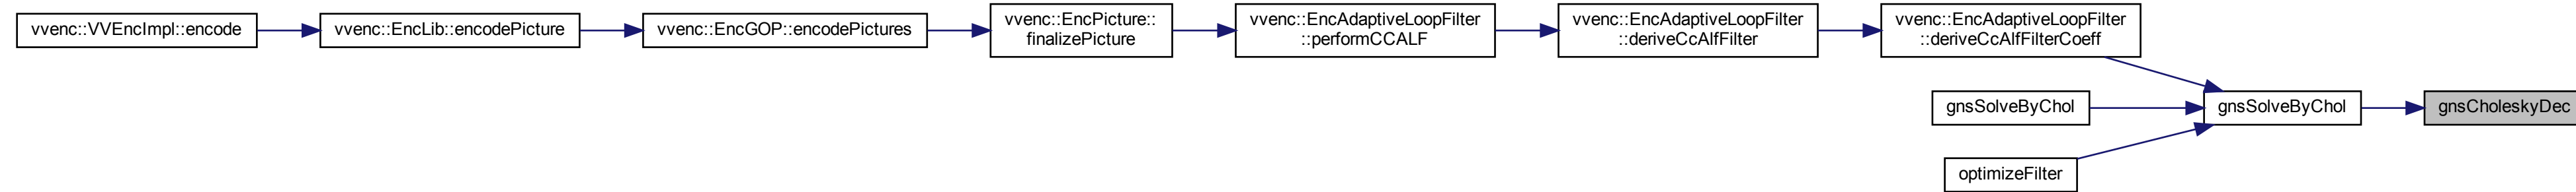 vvenc::VVEncImpl::encode
vvenc::EncLib::encodePicture
vvenc::EncGOP::encodePictures
vvenc::EncPicture::
finalizePicture
vvenc::EncAdaptiveLoopFilter
::performCCALF
vvenc::EncAdaptiveLoopFilter
::deriveCcAlfFilter
vvenc::EncAdaptiveLoopFilter
::deriveCcAlfFilterCoeff
gnsSolveByChol
gnsSolveByChol
gnsCholeskyDec
optimizeFilter